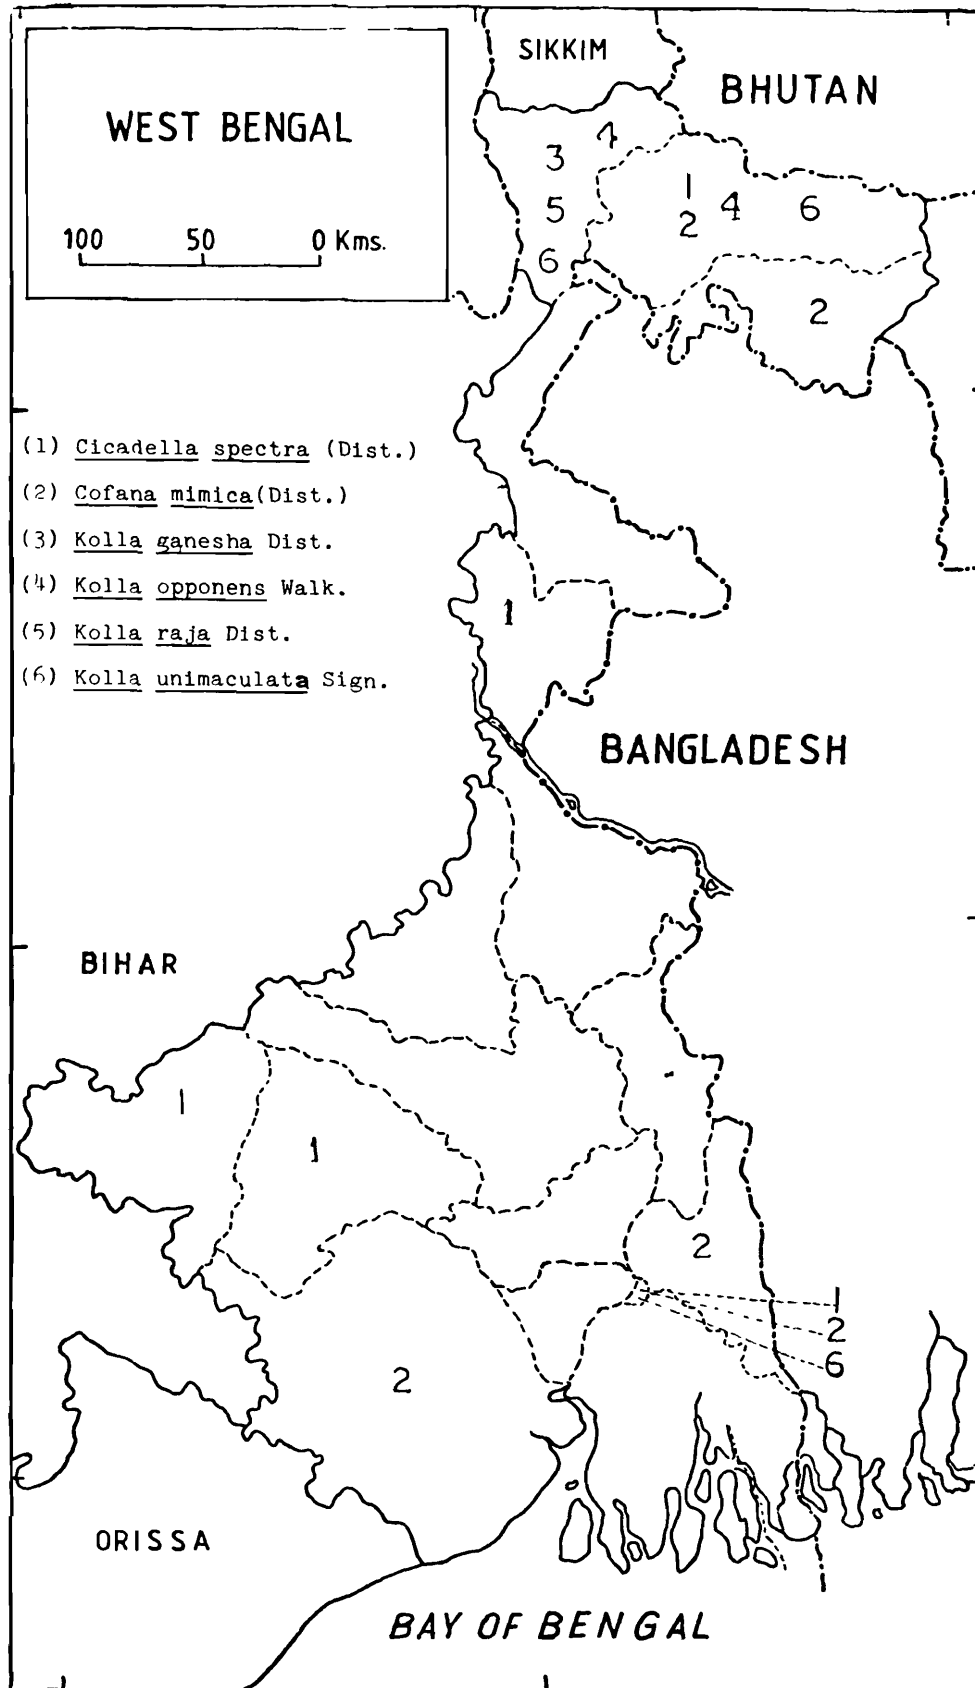 SIKKIM
BHUTAN
WEST BENGAL
100 50 0 Kms.
3 4
5
6
1
2 4 6
2
(1) Cicadella spectra (Dist.)
(2) Cofana mimica(Dist.)
(3) Kolla ganesha Dist.
(4) Kolla opponens Walk.
(5) Kolla raja Dist.
(6) Kolla unimaculata Sign.
1
BANGLADESH
BIHAR
1
1
2
1
2
6
2
ORISSA
BAY OF BENGAL